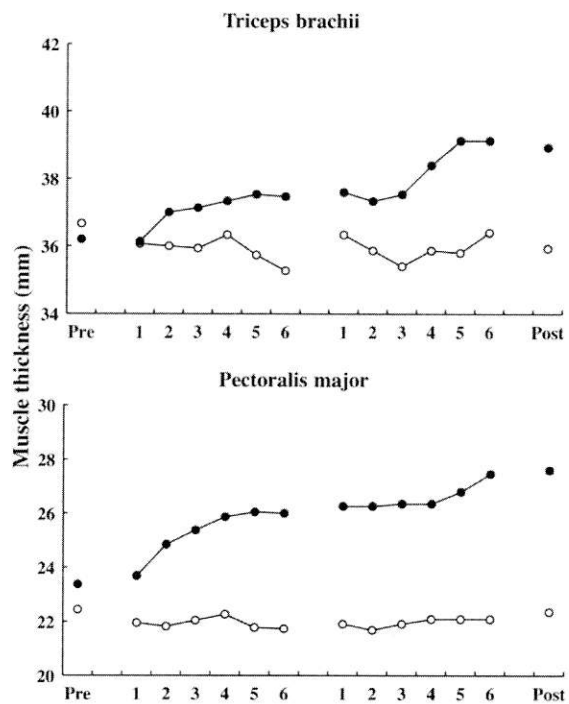 Triceps brachii
42
40
38
36
34
Pre 1 2 3 4 5 6 1 2 3 4 5 6 Post
Muscle thickness (mm)
Pectoralis major
30
28
26
24
22
20
Pre 1 2 3 4 5 6 1 2 3 4 5 6 Post